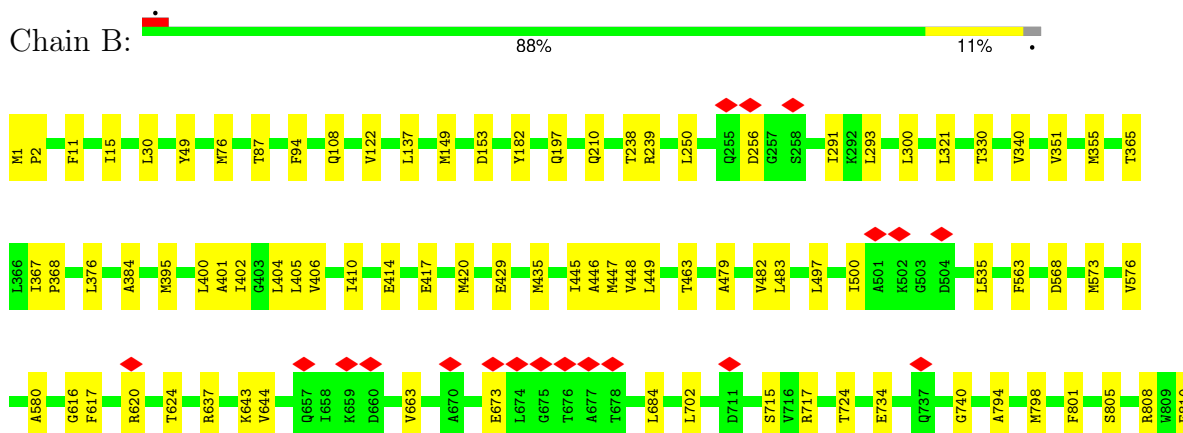 Chain B:
88% 11%
M1 P2 F11 I15 L30 Y49 M76 T87 F94 Q108 V122 L137 M149 D153 Y182 Q197 Q210 T238 R239 L250 Q255 D256 G257 S258 I291 K292 L293 L300 L321 T330 V340 V351 M355 T365
L366 I367 P368 L376 A384 M395 L400 A401 I402 G403 L404 L405 V406 I410 E414 E417 M420 E429 M435 I445 A446 M447 V448 L449 T463 A479 V482 L483 L497 I500 A501 K502 G503 D504 L535 F563 D568 M573 V576
A580 G616 F617 R620 T624 R637 K643 V644 Q657 I658 K659 D660 V663 A670 E673 L674 G675 T676 A677 T678 L684 L702 D711 S715 V716 R717 T724 E734 Q737 G740 A794 M798 F801 S805 R808 W809